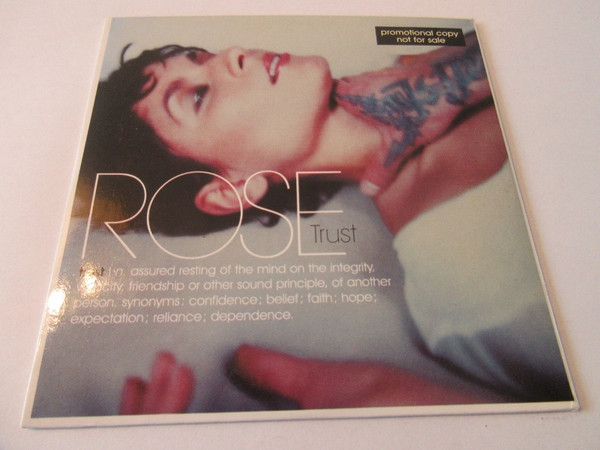 promotional copy
not for sale
ROSE
Trust
n. assured resting of the mind on the integrity,
friendship or other sound principle, of another
person. synonyms: confidence; belief; faith; hope;
expectation; reliance; dependence.